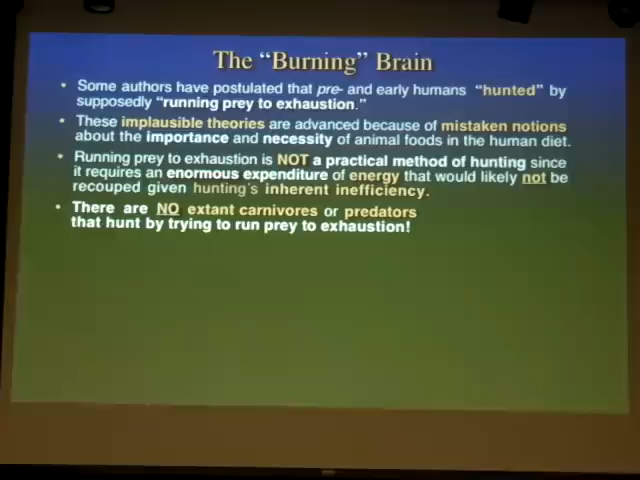 The “Burning” Brain
• Some authors have postulated that pre- and early humans “hunted” by
supposedly “running prey to exhaustion.”
• These implausible theories are advanced because of mistaken notions
about the importance and necessity of animal foods in the human diet.
• Running prey to exhaustion is NOT a practical method of hunting since
it requires an enormous expenditure of energy that would likely not be
recouped given hunting's inherent inefficiency.
• There are NO extant carnivores or predators
that hunt by trying to run prey to exhaustion!